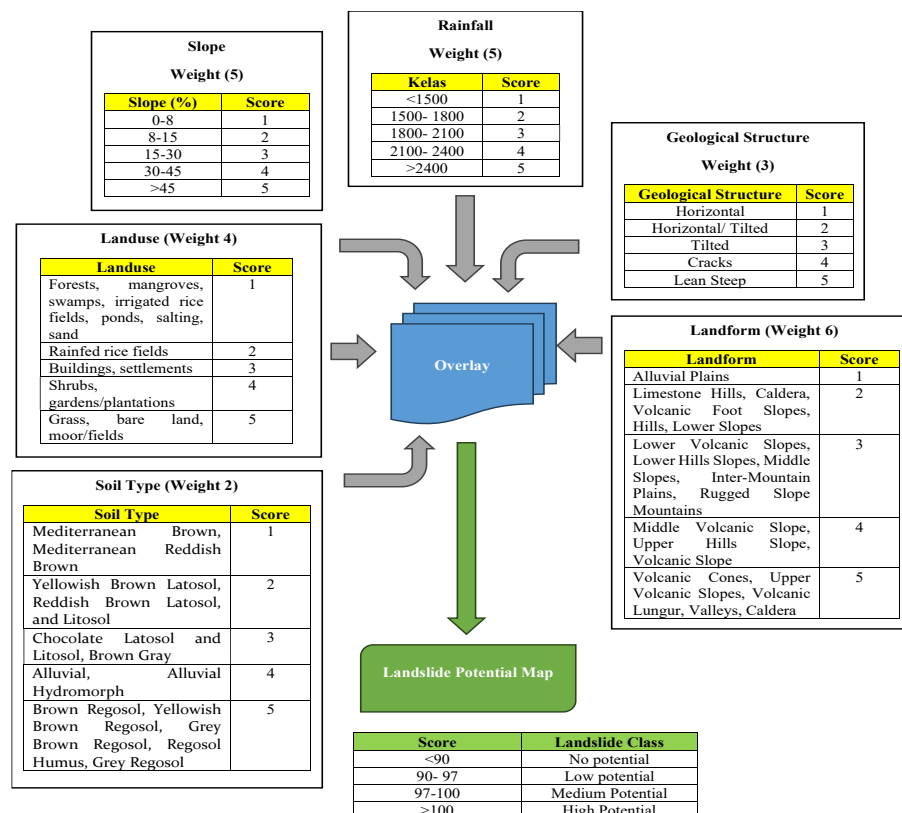 Slope
Weight (5)
Slope (%) Score
0-8 1
8-15 2
15-30 3
30-45 4
>45 5
Rainfall
Weight (5)
Kelas Score
<1500 1
1500- 1800 2
1800- 2100 3
2100- 2400 4
>2400 5
Geological Structure
Weight (3)
Geological Structure Score
Horizontal 1
Horizontal/ Tilted 2
Tilted 3
Cracks 4
Lean Steep 5
Landuse (Weight 4)
Landuse Score
Forests, mangroves, 1
swamps, irrigated rice
fields, ponds, salting,
sand
Rainfed rice fields 2
Buildings, settlements 3
Shrubs, 4
gardens/plantations
Grass, bare land, 5
moor/fields
Overlay
Landform (Weight 6)
Landform Score
Alluvial Plains 1
Limestone Hills, Caldera, 2
Volcanic Foot Slopes,
Hills, Lower Slopes
Lower Volcanic Slopes, 3
Lower Hills Slopes, Middle
Slopes, Inter-Mountain
Plains, Rugged Slope
Mountains
Middle Volcanic Slope, 4
Upper Hills Slope,
Volcanic Slope
Volcanic Cones, Upper 5
Volcanic Slopes, Volcanic
Lungur, Valleys, Caldera
Soil Type (Weight 2)
Soil Type Score
Mediterranean Brown, 1
Mediterranean Reddish
Brown
Yellowish Brown Latosol, 2
Reddish Brown Latosol,
and Litosol
Chocolate Latosol and 3
Litosol, Brown Gray
Alluvial, Alluvial 4
Hydromorph
Brown Regosol, Yellowish 5
Brown Regosol, Grey
Brown Regosol, Regosol
Humus, Grey Regosol
Landslide Potential Map
Score Landslide Class
<90 No potential
90- 97 Low potential
97-100 Medium Potential
>100 High Potential